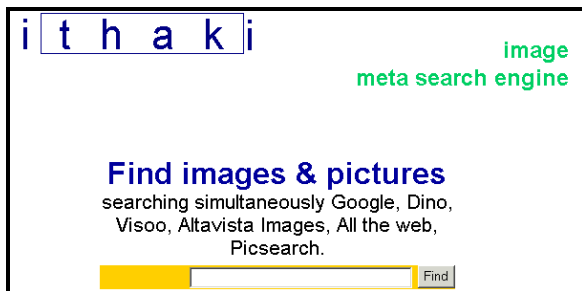 i t h a k i
image
meta search engine
Find images & pictures
searching simultaneously Google, Dino,
Visoo, Altavista Images, All the web,
Picsearch.
Find